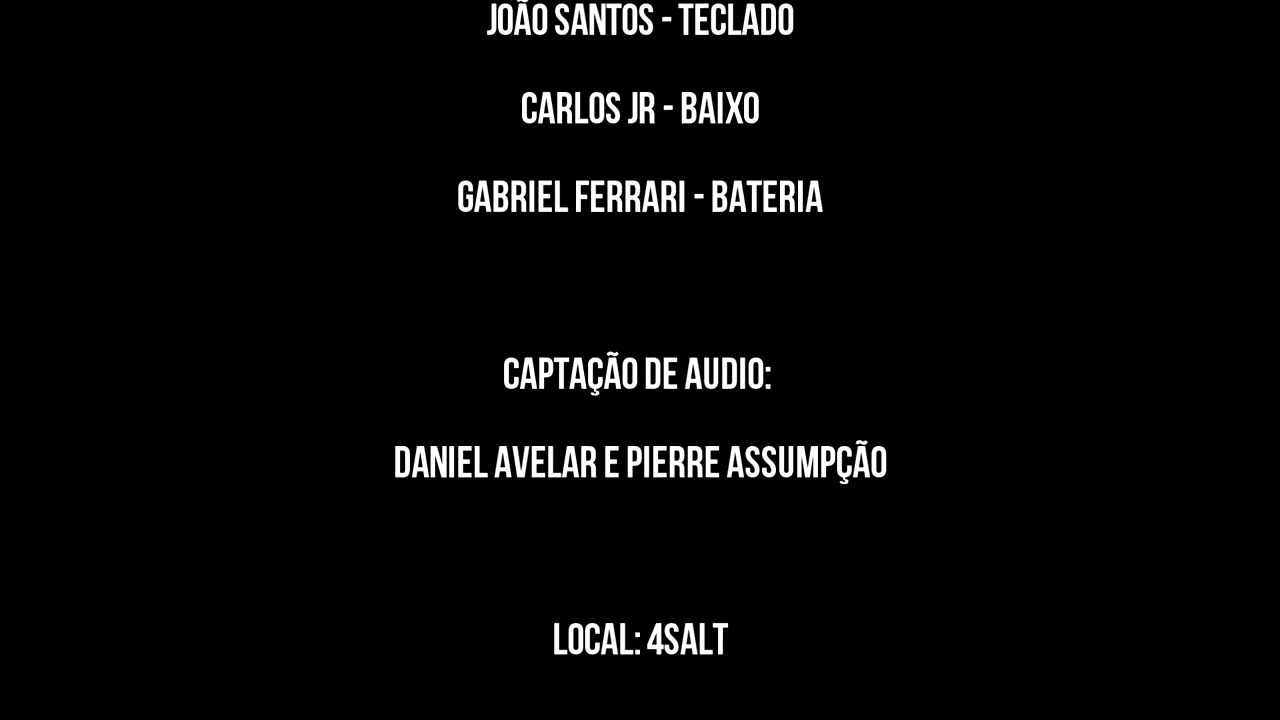 JOÃO SANTOS - TECLADO
CARLOS JR - BAIXO
GABRIEL FERRARI - BATERIA
CAPTAÇÃO DE AUDIO:
DANIEL AVELAR E PIERRE ASSUMPÇÃO
LOCAL: 4SALT